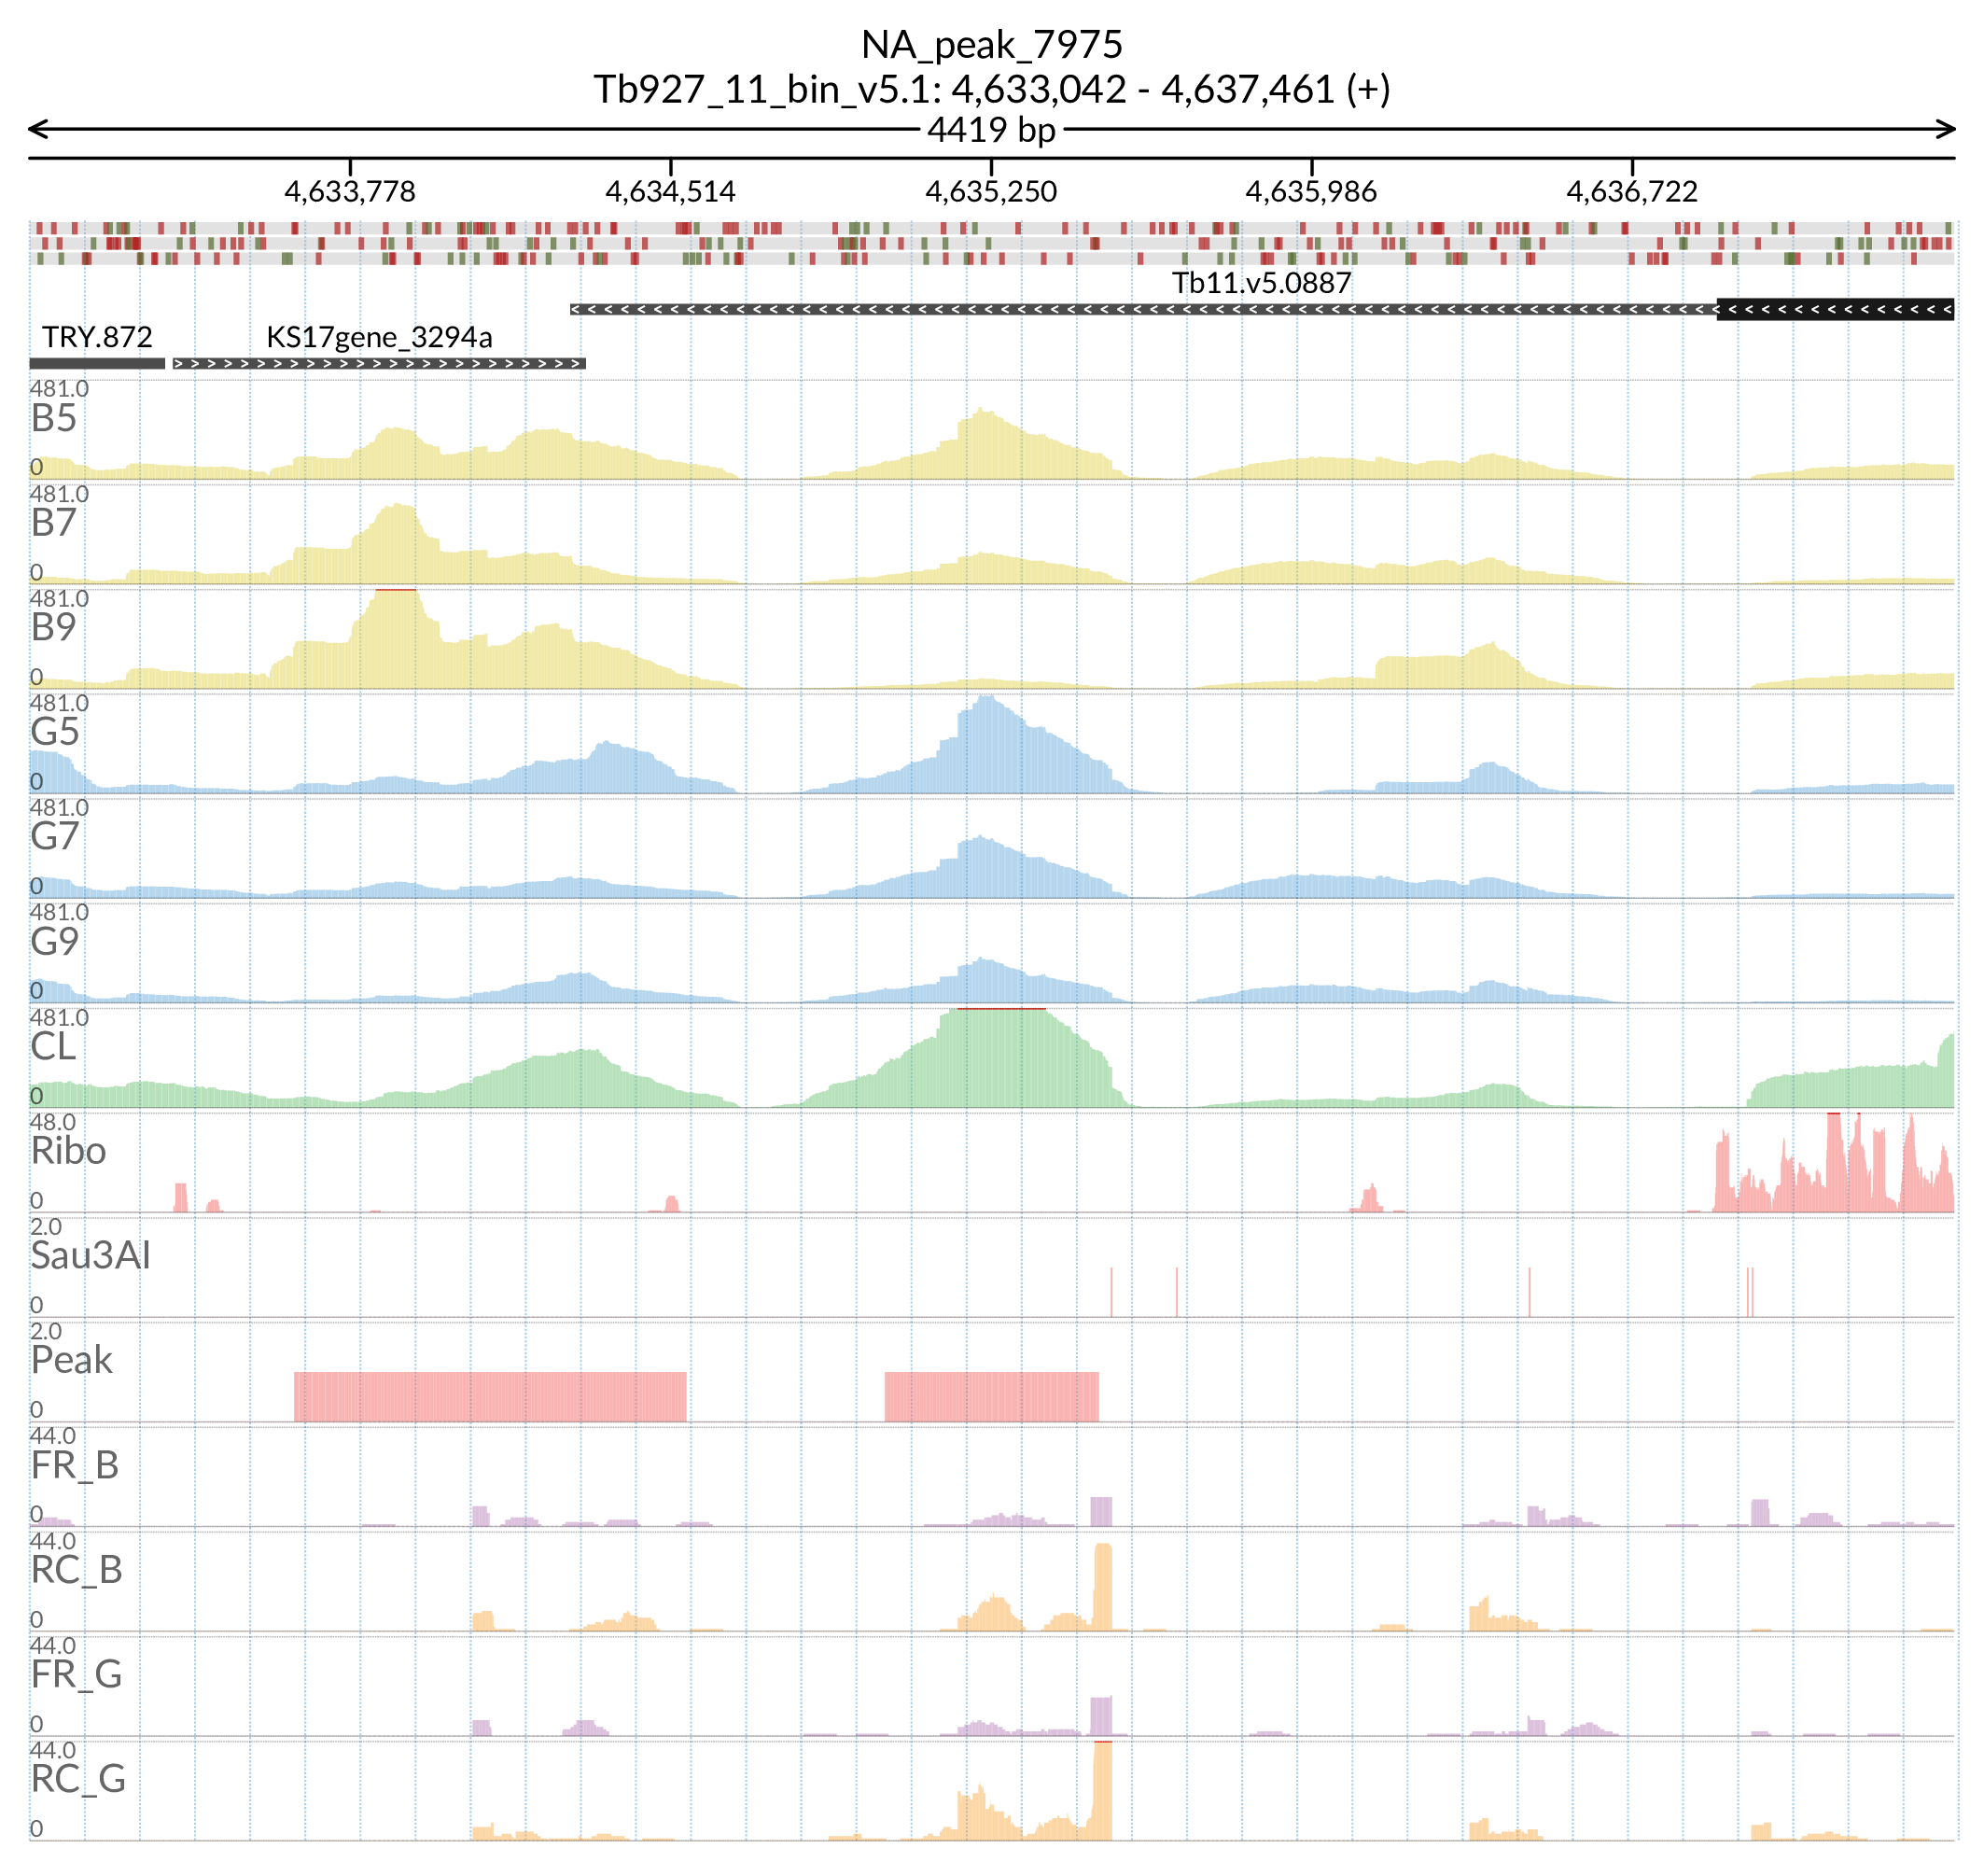 NA_peak_7975
Tb927_11_bin_v5.1: 4,633,042 - 4,637,461 (+)
4419 bp
4,633,778 4,634,514 4,635,250 4,635,986 4,636,722
Tb11.v5.0887
TRY.872 KS17gene_3294a
481.0
B5
0
481.0
B7
0
481.0
B9
0
481.0
G5
0
481.0
G7
0
481.0
G9
0
481.0
CL
0
48.0
Ribo
0
2.0
Sau3AI
0
2.0
Peak
0
44.0
FR_B
0
44.0
RC_B
0
44.0
FR_G
0
44.0
RC_G
0